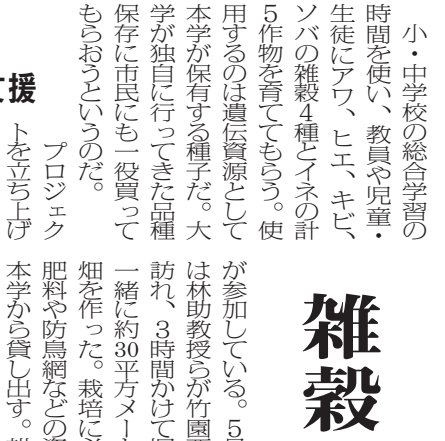 小・中学校の総合学習の
時間を使い、教員や児童・
生徒にアワ、ヒエ、キビ、
ソバの雑穀４種とイネの計
５作物を育ててもらう。使
用するのは遺伝資源として
本学が保有する種子だ。大
学が独自に行ってきた品種
保存に市民にも一役買って
もらおうというのだ。
プロジェク
トを立ち上げ
援
雑穀
が参加している。５
は林助教授らが竹園
訪れ、３時間かけて
一緒に約30平方メー
畑を作った。栽培に
肥料や防鳥網などの
本学から貸し出す。